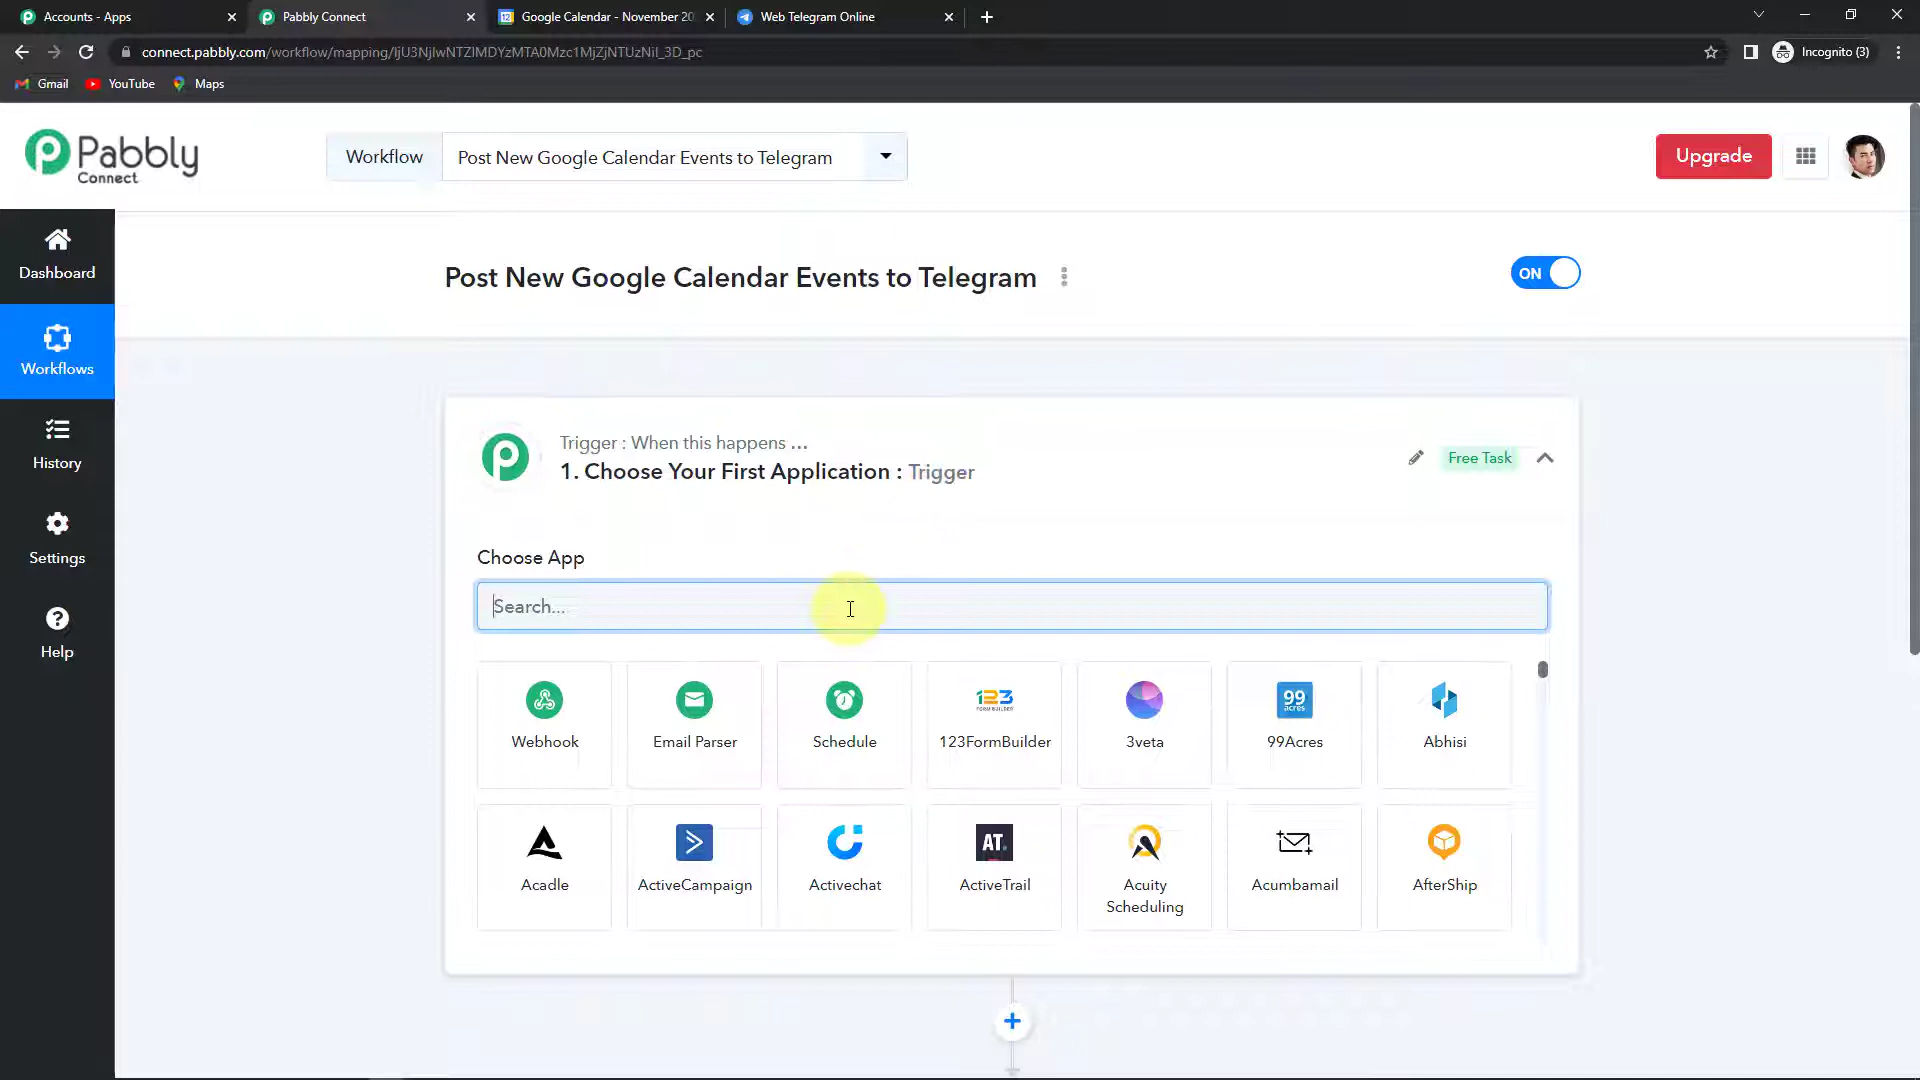 Accounts - Apps
Pabbly Connect
Google Calendar - November 20
Web Telegram Online
connect.pabbly.com/workflow/mapping/IjU3NjIwNTZlMDYzMTA0Mzc1MjZjNTUzNiI_3D_pc
Incognito (3)
Gmail
YouTube
Maps
Pabbly
Connect
Workflow
Post New Google Calendar Events to Telegram
Upgrade
Dashboard
Workflows
History
Settings
Help
Post New Google Calendar Events to Telegram
ON
Trigger : When this happens ...
1. Choose Your First Application : Trigger
Free Task
Choose App
Search...
Webhook
Email Parser
Schedule
123 FORM BUILDER
123FormBuilder
3veta
99 acres
99Acres
Abhisi
Acadle
ActiveCampaign
Activechat
AT.
ActiveTrail
Acuity
Scheduling
Acumbamail
AfterShip